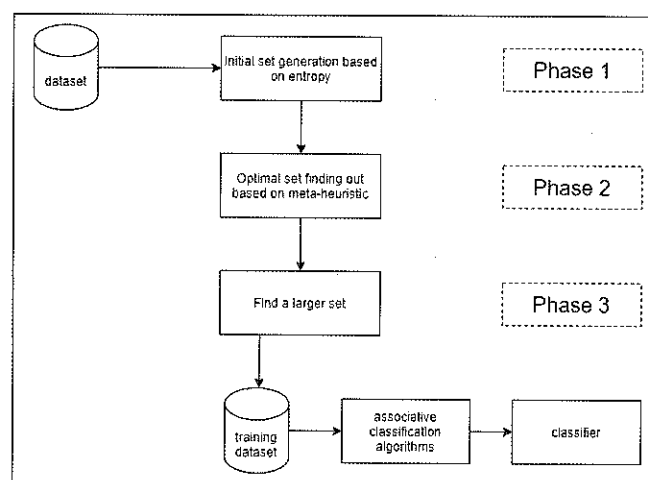 dataset
Initial set generation based
on entropy
Phase 1
Optimal set finding out
based on meta-heuristic
Phase 2
Find a larger set
Phase 3
training
dataset
associative
classification
algorithms
classifier